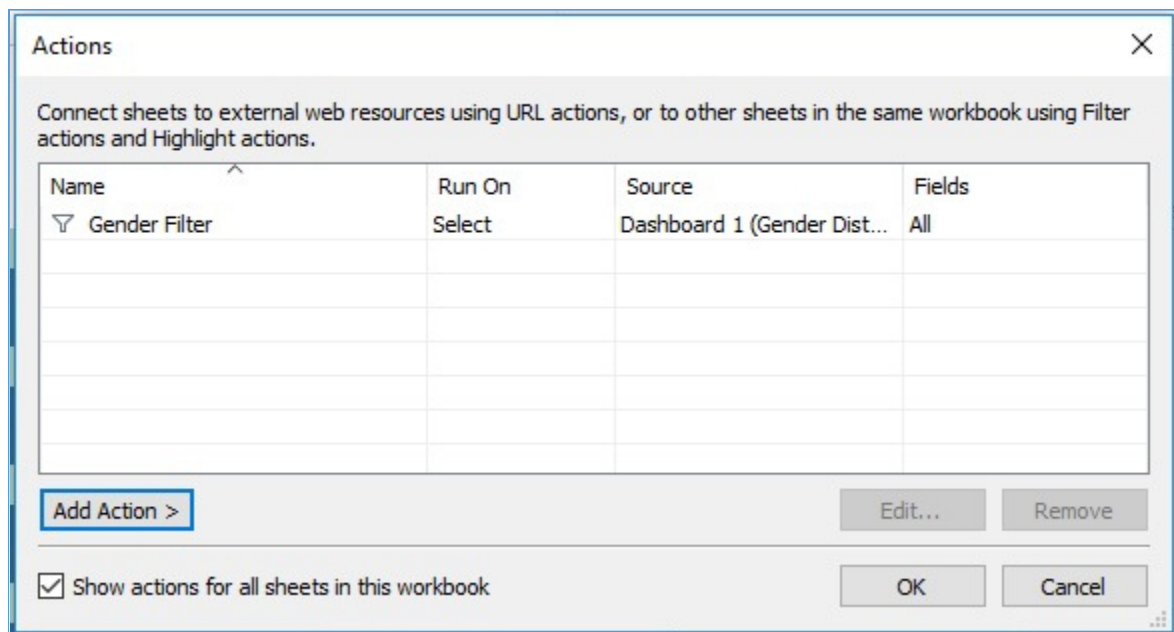 Actions
Connect sheets to external web resources using URL actions, or to other sheets in the same workbook using Filter
actions and Highlight actions.
Name Run On Source Fields
Gender Filter Select Dashboard 1 (Gender Dist... All
Add Action > Edit... Remove
Show actions for all sheets in this workbook OK Cancel